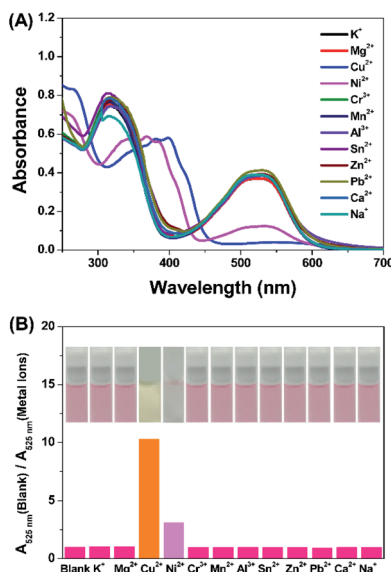 (A)
1.2
1.0
0.8
0.6
0.4
0.2
0.0
Absorbance
300 400 500 600 700
Wavelength (nm)
K⁺
Mg²⁺
Cu²⁺
Ni²⁺
Cr³⁺
Mn²⁺
Al³⁺
Sn²⁺
Zn²⁺
Pb²⁺
Ca²⁺
Na⁺
(B)
20
15
10
5
0
A₅₂₅ ₙₘ(Blank) / A₅₂₅ ₙₘ(Metal Ions)
Blank K⁺ Mg²⁺ Cu²⁺ Ni²⁺ Cr³⁺ Mn²⁺ Al³⁺ Sn²⁺ Zn²⁺ Pb²⁺ Ca²⁺ Na⁺